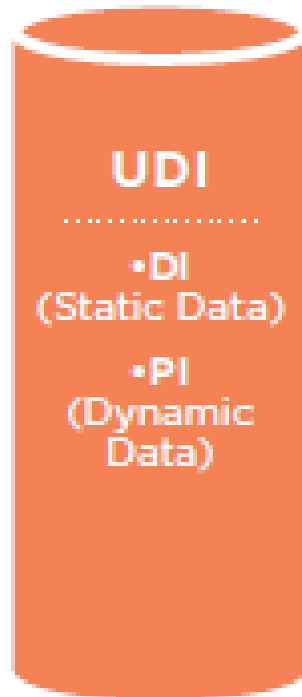 UDI
•DI
(Static Data)
•PI
(Dynamic
Data)